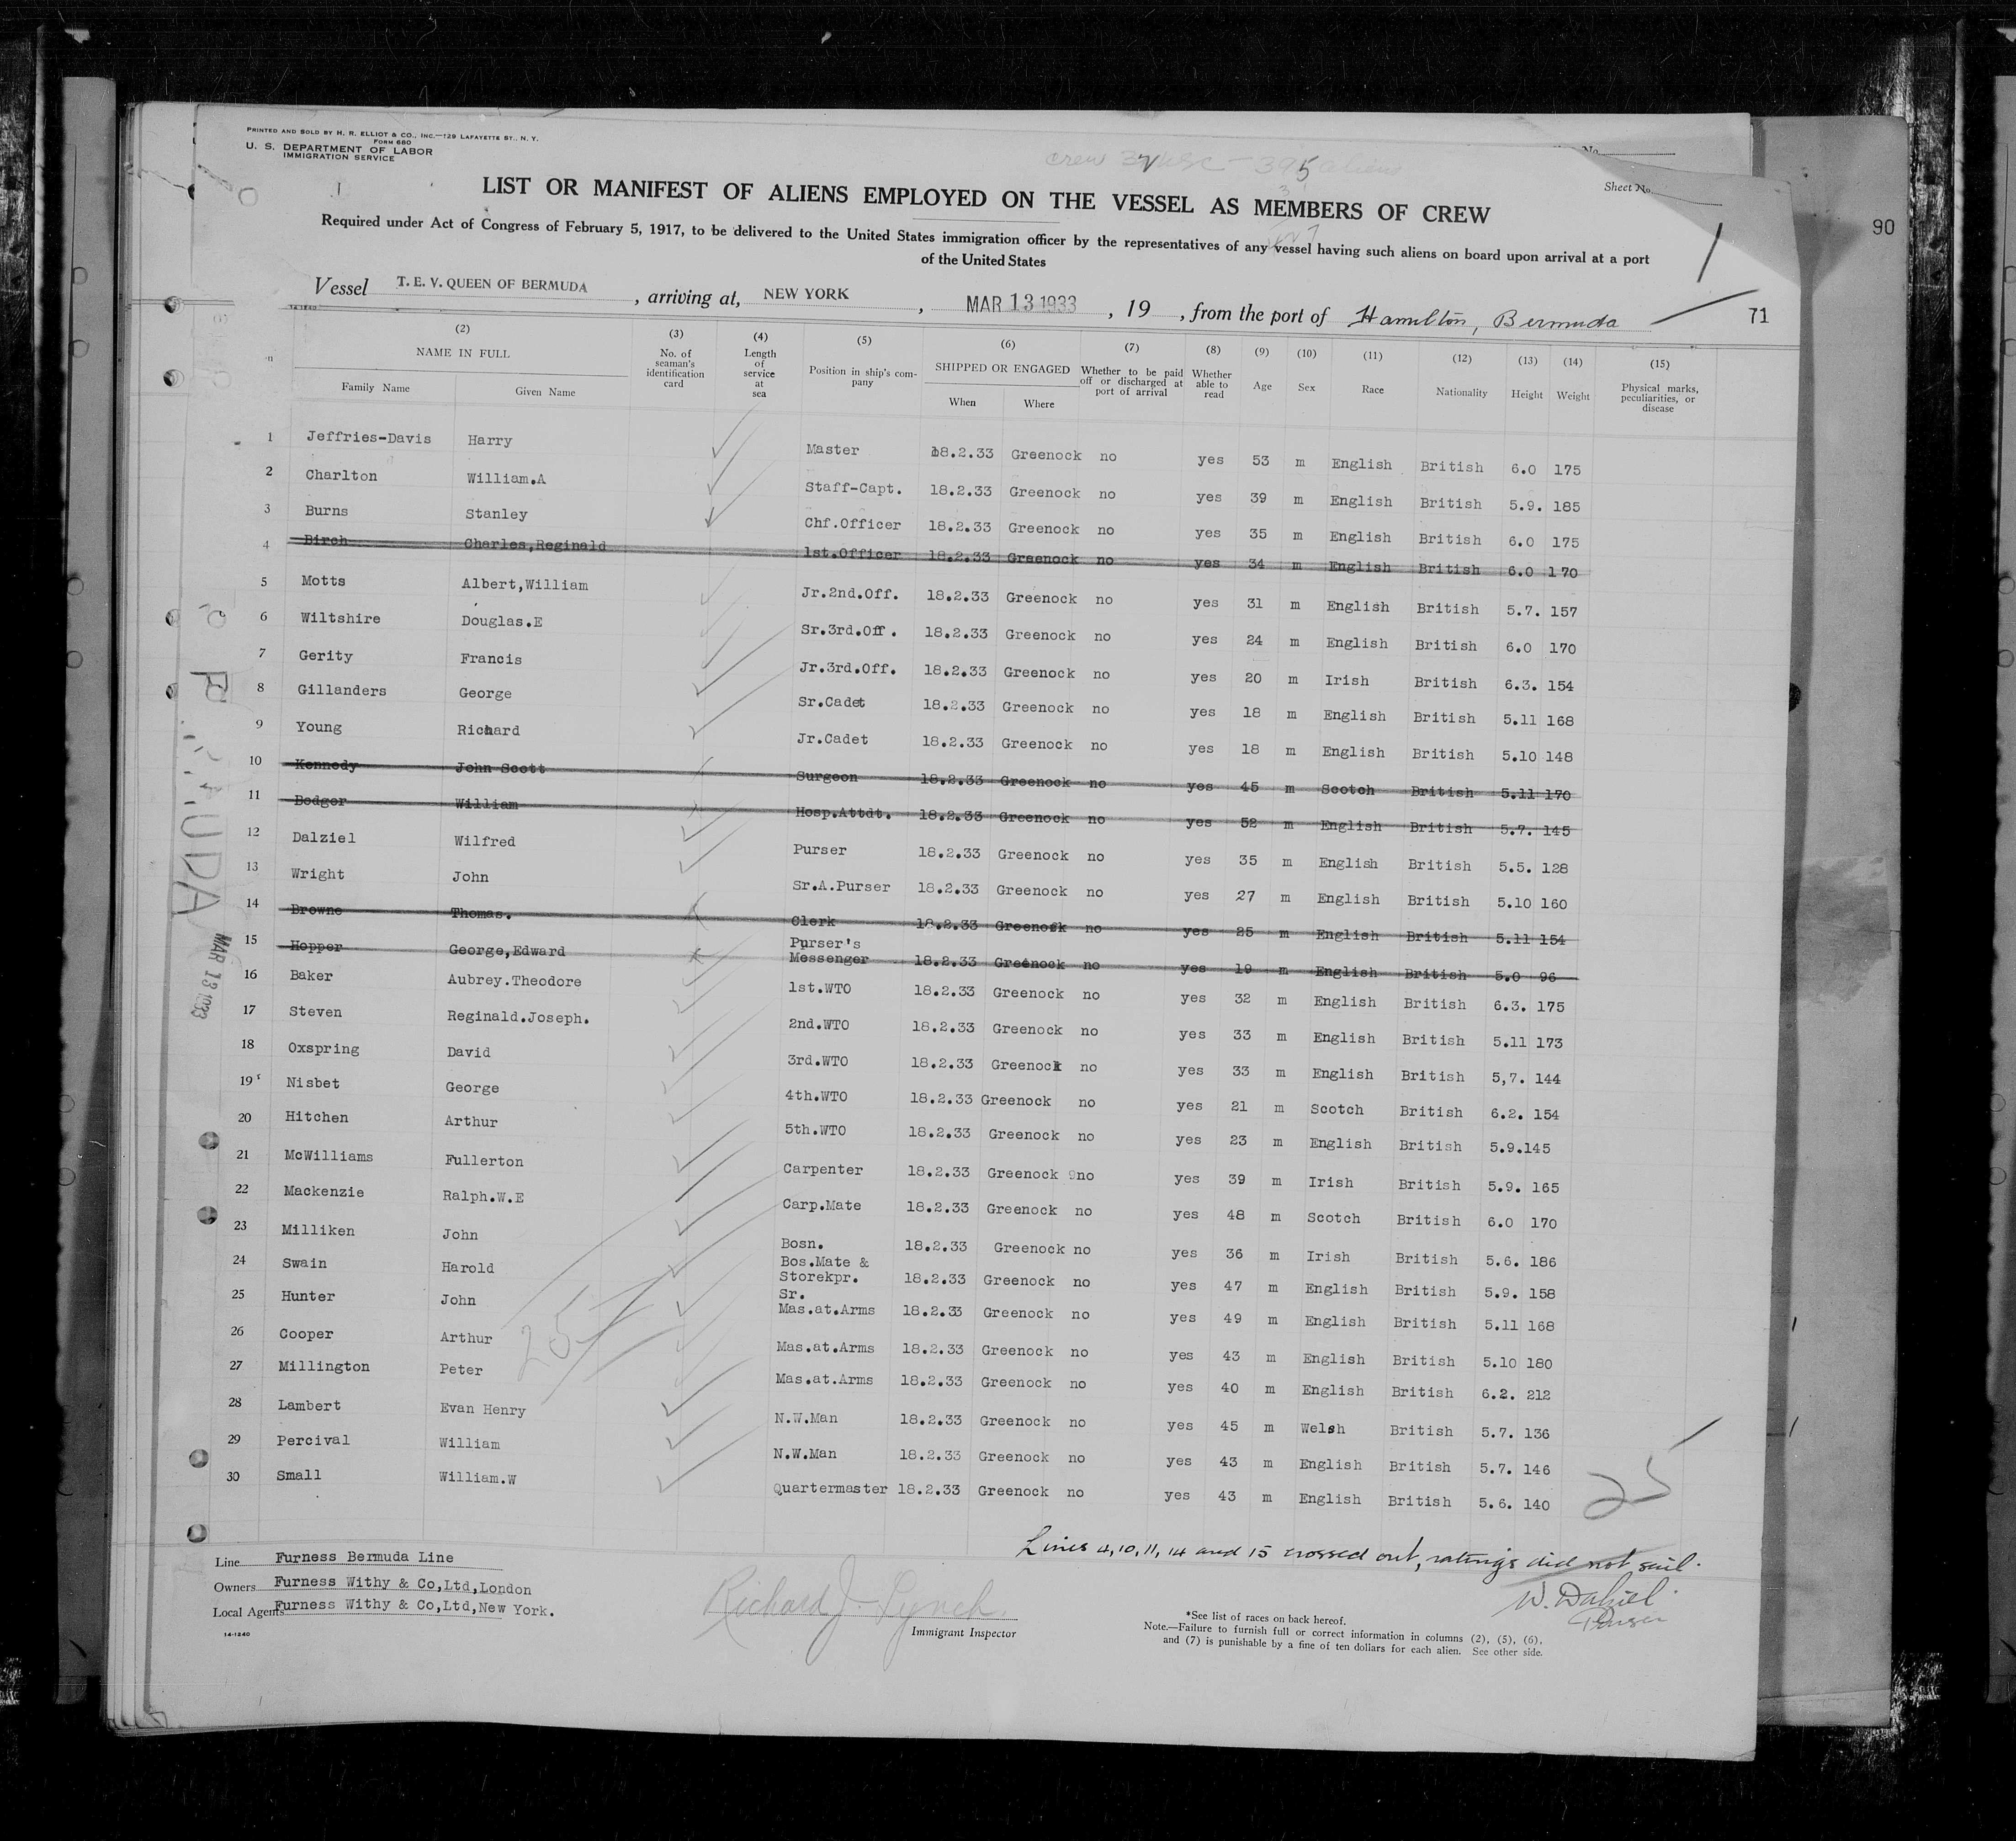 PRINTED AND SOLD BY H. R. ELLIOT & CO., INC.—129 LAFAYETTE ST., N. Y.
FORM 680
U. S. DEPARTMENT OF LABOR
IMMIGRATION SERVICE
No.
Sheet No.
LIST OR MANIFEST OF ALIENS EMPLOYED ON THE VESSEL AS MEMBERS OF CREW
Required under Act of Congress of February 5, 1917, to be delivered to the United States immigration officer by the representatives of any vessel having such aliens on board upon arrival at a port
of the United States
90
Vessel T. E. V. QUEEN OF BERMUDA, arriving at, NEW YORK, MAR 13 1933, 19 , from the port of Hamilton, Bermuda
71
(2) (3) (4) (5) (6) (7) (8) (9) (10) (11) (12) (13) (14) (15)
NAME IN FULL No. of seaman's identification card Length of service at sea Position in ship's company SHIPPED OR ENGAGED Whether to be paid off or discharged at port of arrival Whether able to read Age Sex Race Nationality Height Weight Physical marks, peculiarities, or disease
Family Name Given Name When Where
1 Jeffries-Davis Harry Master 18.2.33 Greenock no yes 53 m English British 6.0 175
2 Charlton William.A Staff-Capt. 18.2.33 Greenock no yes 39 m English British 5.9. 185
3 Burns Stanley Chf.Officer 18.2.33 Greenock no yes 35 m English British 6.0 175
4 Birch Charles,Reginald 1st.Officer 18.2.33 Greenock no yes 34 m English British 6.0 170
5 Motts Albert,William Jr.2nd.Off. 18.2.33 Greenock no yes 31 m English British 5.7. 157
6 Wiltshire Douglas.E Sr.3rd.Off. 18.2.33 Greenock no yes 24 m English British 6.0 170
7 Gerity Francis Jr.3rd.Off. 18.2.33 Greenock no yes 20 m Irish British 6.3. 154
8 Gillanders George Sr.Cadet 18.2.33 Greenock no yes 18 m English British 5.11 168
9 Young Richard Jr.Cadet 18.2.33 Greenock no yes 18 m English British 5.10 148
10 Kennedy John Scott Surgeon 18.2.33 Greenock no yes 45 m Scotch British 5.11 170
11 Bodger William Hosp.Attdt. 18.2.33 Greenock no yes 52 m English British 5.7. 145
12 Dalziel Wilfred Purser 18.2.33 Greenock no yes 35 m English British 5.5. 128
13 Wright John Sr.A.Purser 18.2.33 Greenock no yes 27 m English British 5.10 160
14 Browne Thomas. Clerk 18.2.33 Greenock no yes 25 m English British 5.11 154
15 Hopper George,Edward Purser's Messenger 18.2.33 Greenock no yes 19 m English British 5.0 96
16 Baker Aubrey.Theodore 1st.WTO 18.2.33 Greenock no yes 32 m English British 6.3. 175
17 Steven Reginald.Joseph. 2nd.WTO 18.2.33 Greenock no yes 33 m English British 5.11 173
18 Oxspring David 3rd.WTO 18.2.33 Greenock no yes 33 m English British 5,7. 144
19 Nisbet George 4th.WTO 18.2.33 Greenock no yes 21 m Scotch British 6.2. 154
20 Hitchen Arthur 5th.WTO 18.2.33 Greenock no yes 23 m English British 5.9.145
21 McWilliams Fullerton Carpenter 18.2.33 Greenock 9no yes 39 m Irish British 5.9. 165
22 Mackenzie Ralph.W.E Carp.Mate 18.2.33 Greenock no yes 48 m Scotch British 6.0 170
23 Milliken John Bosn. 18.2.33 Greenock no yes 36 m Irish British 5.6. 186
24 Swain Harold Bos.Mate & Storekpr. 18.2.33 Greenock no yes 47 m English British 5.9. 158
25 Hunter John Sr. Mas.at.Arms 18.2.33 Greenock no yes 49 m English British 5.11 168
26 Cooper Arthur Mas.at.Arms 18.2.33 Greenock no yes 43 m English British 5.10 180
27 Millington Peter Mas.at.Arms 18.2.33 Greenock no yes 40 m English British 6.2. 212
28 Lambert Evan Henry N.W.Man 18.2.33 Greenock no yes 45 m Welsh British 5.7. 136
29 Percival William N.W.Man 18.2.33 Greenock no yes 43 m English British 5.7. 146
30 Small William.W Quartermaster 18.2.33 Greenock no yes 43 m English British 5.6. 140
25
25
MAR 13 1933
Lines 4, 10, 11, 14 and 15 crossed out, ratings did not sail.
W. Dalziel
Purser
Line Furness Bermuda Line
Owners Furness Withy & Co,Ltd,London
Local Agents Furness Withy & Co,Ltd,New York.
14-1240
Richard J. Lynch
Immigrant Inspector
*See list of races on back hereof.
Note.—Failure to furnish full or correct information in columns (2), (5), (6),
and (7) is punishable by a fine of ten dollars for each alien. See other side.